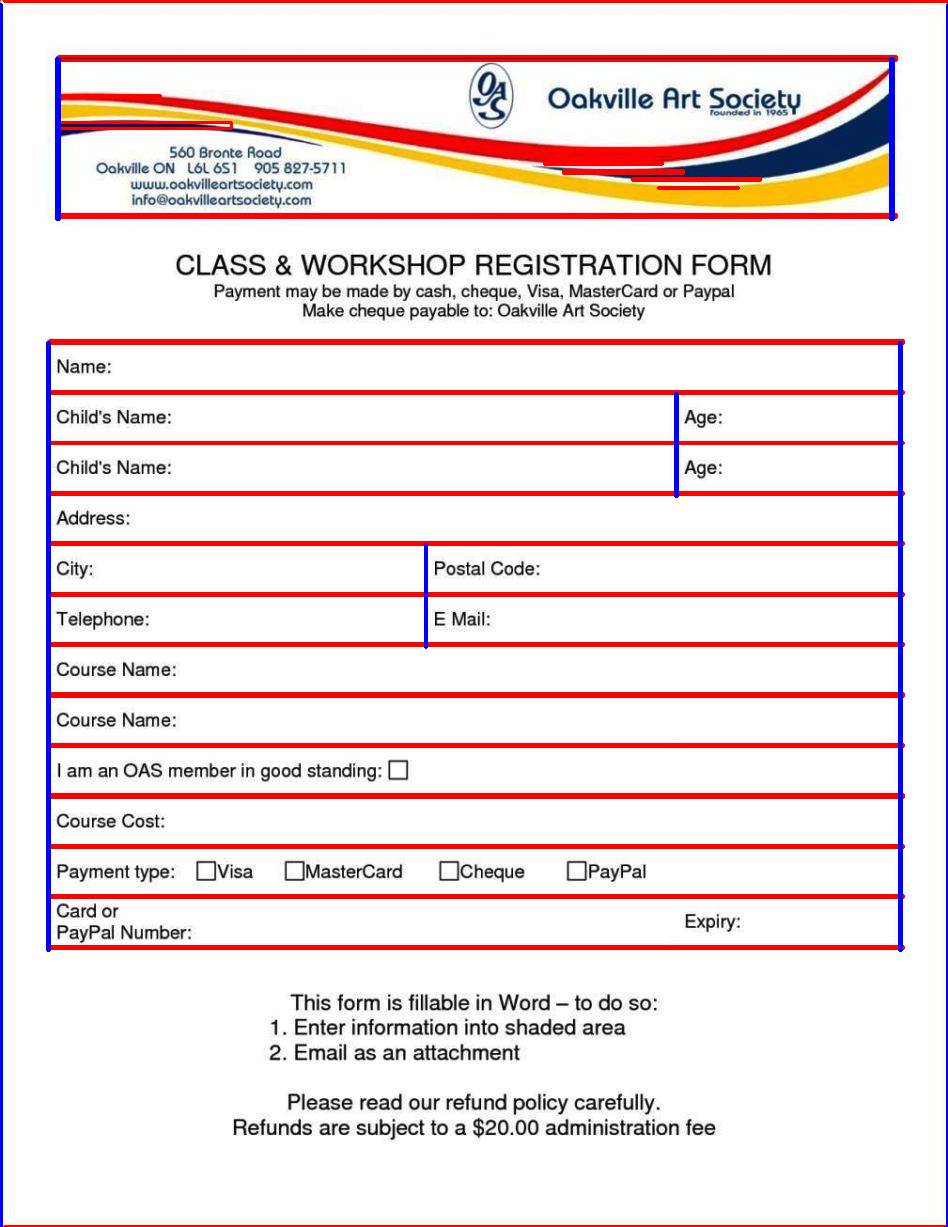 OAS
Oakville Art Society
founded in 1965
560 Bronte Road
Oakville ON L6L 6S1 905 827-5711
www.oakvilleartsociety.com
info@oakvilleartsociety.com
CLASS & WORKSHOP REGISTRATION FORM
Payment may be made by cash, cheque, Visa, MasterCard or Paypal
Make cheque payable to: Oakville Art Society
Name:
Child's Name: Age:
Child's Name: Age:
Address:
City: Postal Code:
Telephone: E Mail:
Course Name:
Course Name:
I am an OAS member in good standing:
Course Cost:
Payment type: Visa MasterCard Cheque PayPal
Card or
PayPal Number: Expiry:
This form is fillable in Word – to do so:
1. Enter information into shaded area
2. Email as an attachment
Please read our refund policy carefully.
Refunds are subject to a $20.00 administration fee